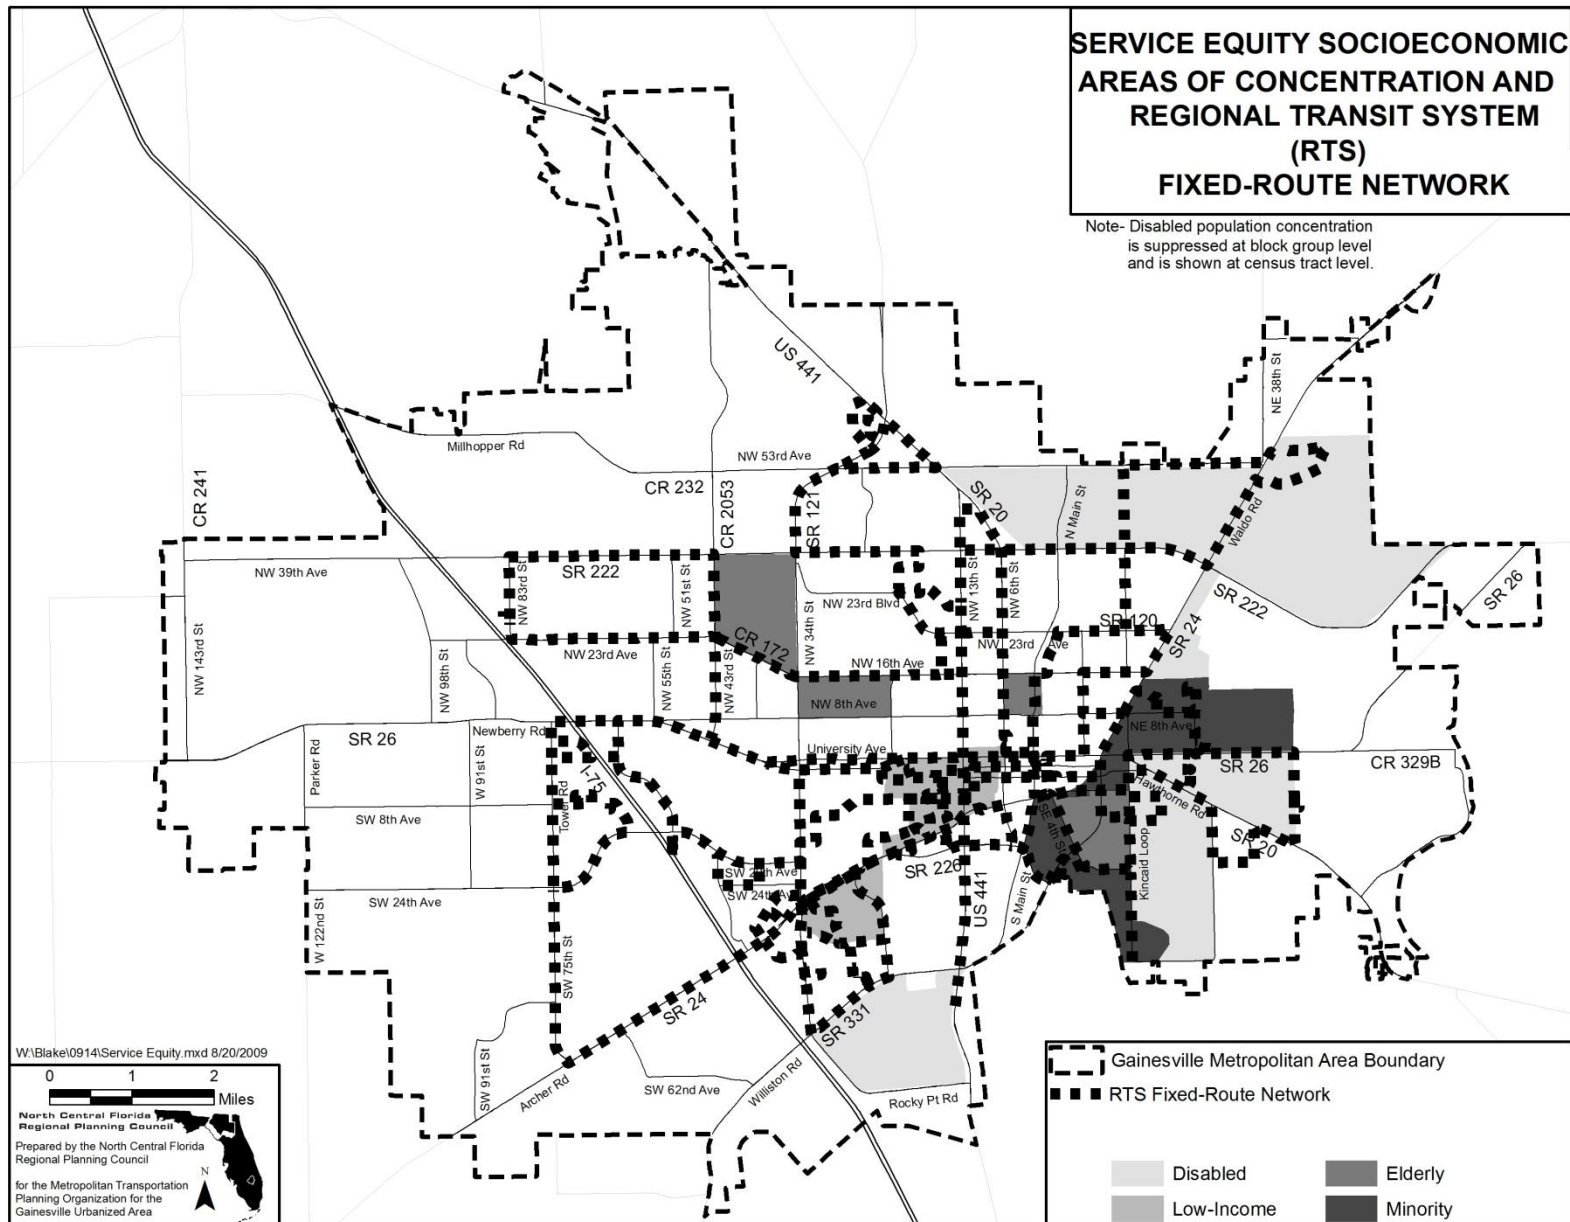 SERVICE EQUITY SOCIOECONOMIC
AREAS OF CONCENTRATION AND
REGIONAL TRANSIT SYSTEM
(RTS)
FIXED-ROUTE NETWORK
Note- Disabled population concentration
is suppressed at block group level
and is shown at census tract level.
US 441
NE 38th St
Millhopper Rd
NW 53rd Ave
CR 241
CR 232
CR 2053
SR 121
SR 20
N Main St
Waldo Rd
NW 39th Ave
SR 222
NW 83rd St
NW 51st St
NW 34th St
NW 23rd Blvd
NW 13th St
NW 6th St
SR 120
SR 24
SR 222
SR 26
NW 143rd St
NW 98th St
NW 23rd Ave
NW 55th St
NW 43rd St
CR 172
NW 16th Ave
NW 23rd Ave
NW 8th Ave
NE 8th Ave
Parker Rd
SR 26
Newberry Rd
W 91st St
University Ave
SR 26
CR 329B
I-75
Tower Rd
SW 8th Ave
Hawthorne Rd
SE 4th St
SR 20
Kincaid Loop
SW 20th Ave
SW 24th Ave
SR 226
US 441
S Main St
W 122nd St
SW 24th Ave
SW 75th St
SR 24
SR 331
SW 91st St
Archer Rd
SW 62nd Ave
Williston Rd
Rocky Pt Rd
W:\Blake\0914\Service Equity.mxd 8/20/2009
0 1 2
Miles
North Central Florida
Regional Planning Council
Prepared by the North Central Florida
Regional Planning Council
N
for the Metropolitan Transportation
Planning Organization for the
Gainesville Urbanized Area
Gainesville Metropolitan Area Boundary
RTS Fixed-Route Network
Disabled
Elderly
Low-Income
Minority